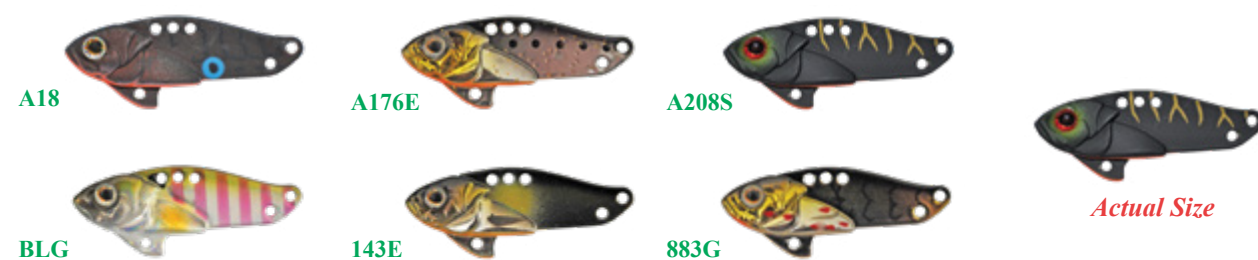 A18
A176E
A208S
Actual Size
BLG
143E
883G